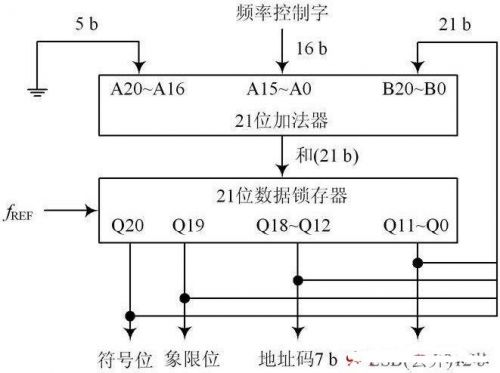 频率控制字
5 b
16 b
21 b
A20~A16
A15~A0
B20~B0
21位加法器
和(21 b)
21位数据锁存器
fREF
Q20
Q19
Q18~Q12
Q11~Q0
符号位
象限位
地址码7 b